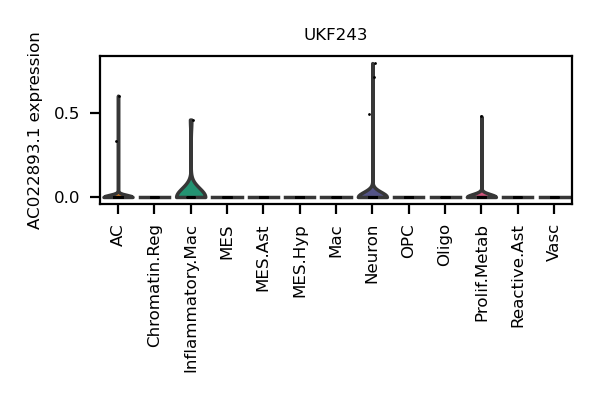 UKF243
AC022893.1 expression
0.5
0.0
AC
Chromatin.Reg
Inflammatory.Mac
MES
MES.Ast
MES.Hyp
Mac
Neuron
OPC
Oligo
Prolif.Metab
Reactive.Ast
Vasc